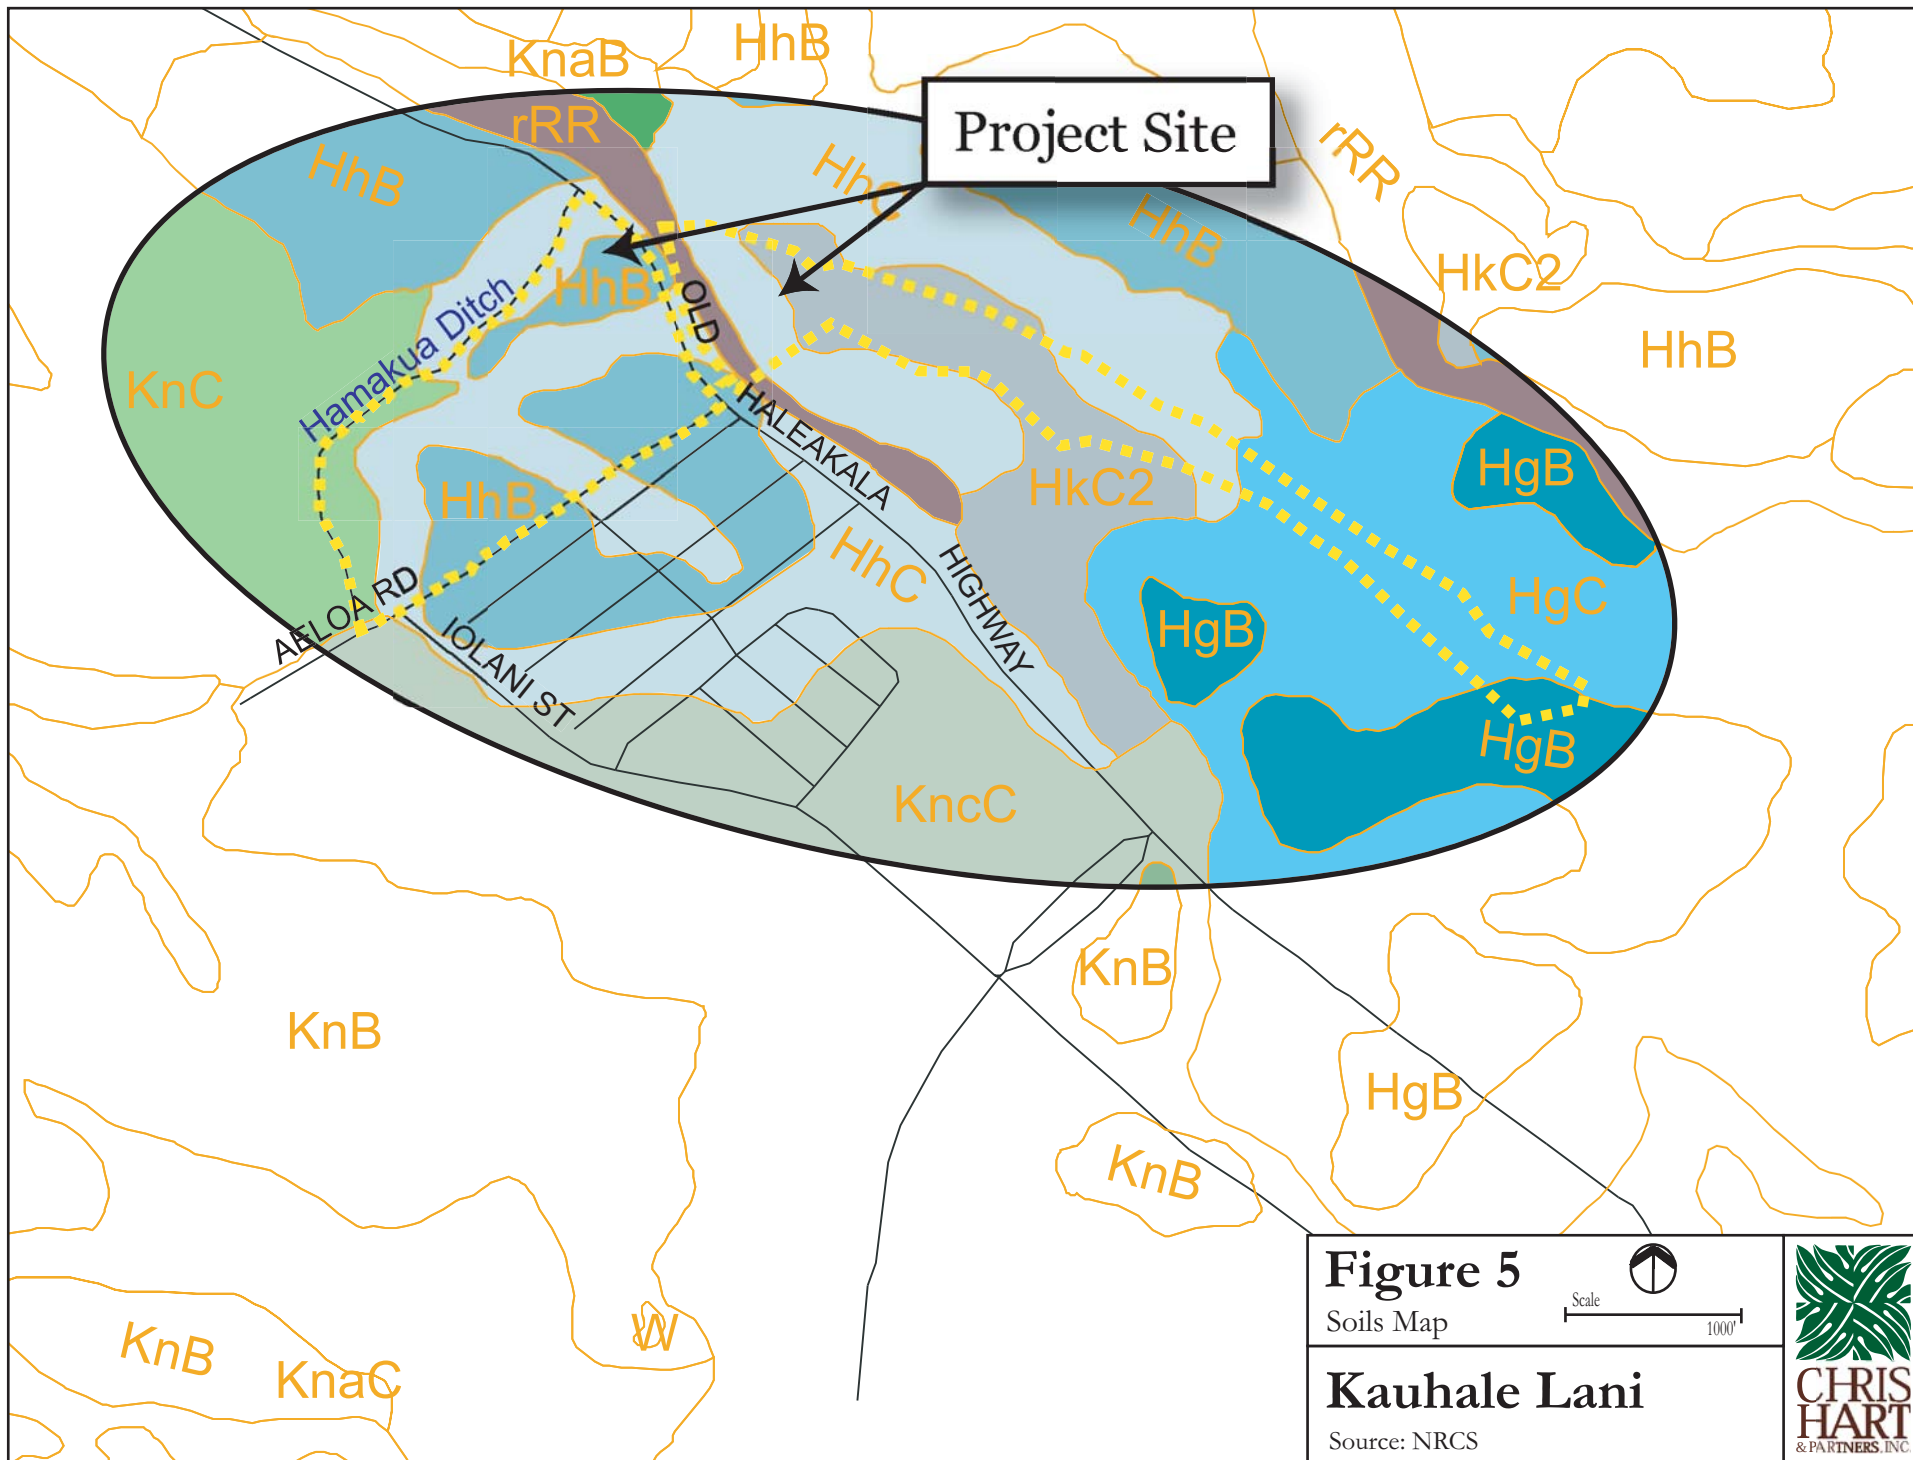 KnaB
HhB
Project Site
rRR
HhB
HhC
rRR
HhB
HkC2
HhB
Hamakua Ditch
HhB
OLD
KnC
HALEAKALA
HhB
HkC2
HgB
HhC
HIGHWAY
AELOA RD
IOLANI ST
HgB
HgC
HgB
KncC
KnB
KnB
HgB
KnB
W
KnB
KnaC
Figure 5
Soils Map
Scale
1000'
Kauhale Lani
Source: NRCS
CHRIS
HART
& PARTNERS, INC.